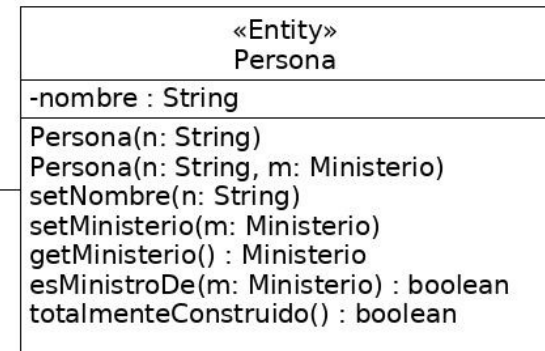 «Entity»
Persona
-nombre : String
Persona(n: String)
Persona(n: String, m: Ministerio)
setNombre(n: String)
setMinisterio(m: Ministerio)
getMinisterio() : Ministerio
esMinistroDe(m: Ministerio) : boolean
totalmenteConstruido() : boolean